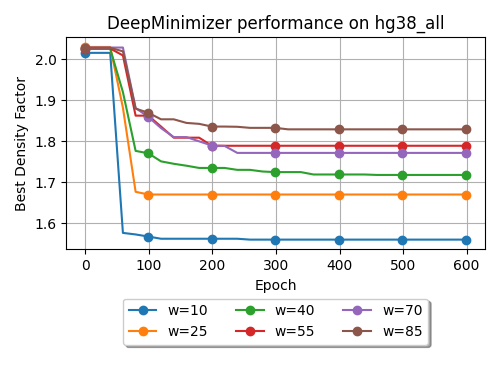 DeepMinimizer performance on hg38_all
Best Density Factor
2.0
1.9
1.8
1.7
1.6
0 100 200 300 400 500 600
Epoch
w=10 w=40 w=70
w=25 w=55 w=85